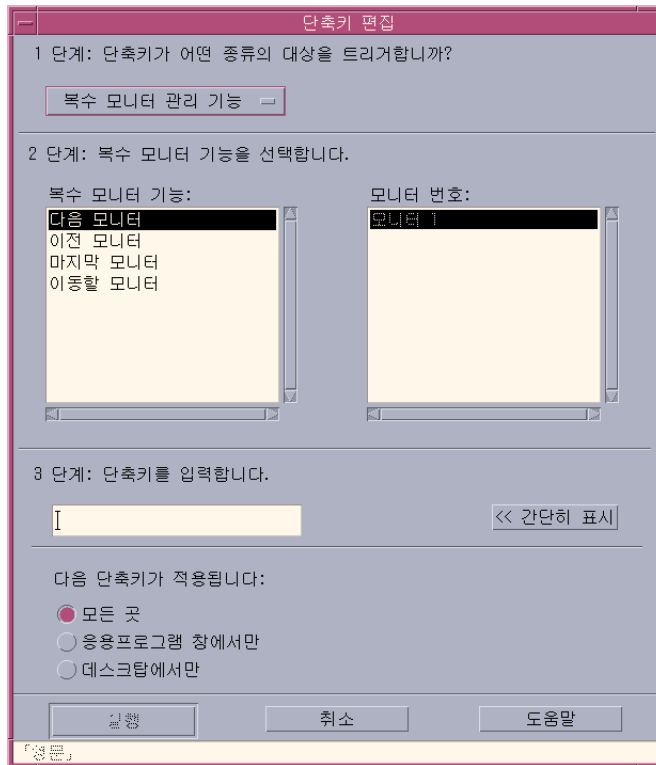 단축키 편집
1 단계: 단축키가 어떤 종류의 대상을 트리거합니까?
복수 모니터 관리 기능
2 단계: 복수 모니터 기능을 선택합니다.
복수 모니터 기능:
모니터 번호:
다음 모니터
모니터 1
이전 모니터
마지막 모니터
이동할 모니터
3 단계: 단축키를 입력합니다.
<< 간단히 표시
다음 단축키가 적용됩니다:
모든 곳
응용프로그램 창에서만
데스크탑에서만
실행
취소
도움말
「영문」